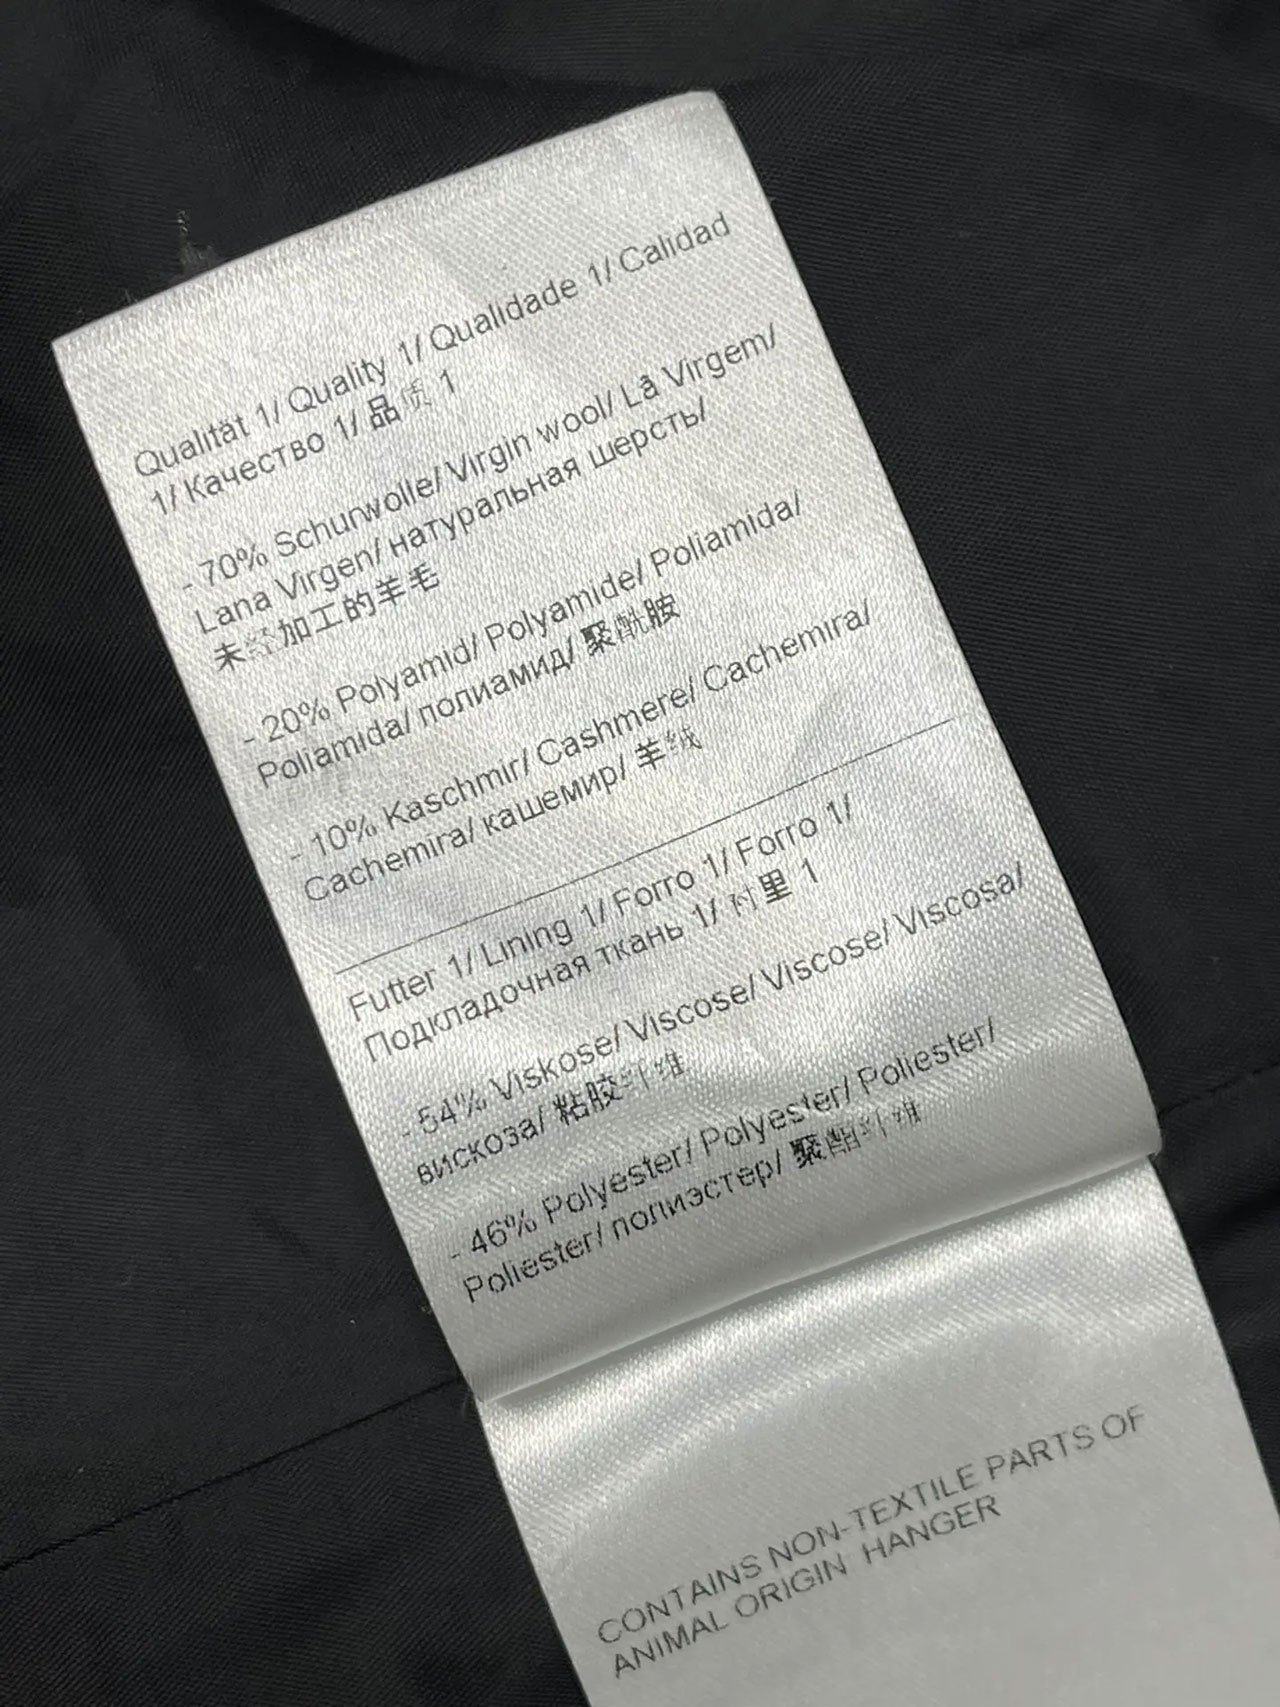 Qualität 1/ Quality 1/ Qualidade 1/ Calidad
1/ Качество 1/ 品质 1
- 70% Schurwolle/ Virgin wool/ Lã Virgem/
Lana Virgen/ натуральная шерсть/
未经加工的羊毛
- 20% Polyamid/ Polyamide/ Poliamida/
Poliamida/ полиамид/ 聚酰胺
- 10% Kaschmir/ Cashmere/ Cachemira/
Cachemira/ кашемир/ 羊绒
Futter 1/ Lining 1/ Forro 1/ Forro 1/
Подкладочная ткань 1/ 衬里 1
- 54% Viskose/ Viscose/ Viscose/ Viscosa/
вискоза/ 粘胶纤维
- 46% Polyester/ Polyester/ Poliester/
Poliester/ полиэстер/ 聚酯纤维
CONTAINS NON-TEXTILE PARTS OF
ANIMAL ORIGIN HANGER